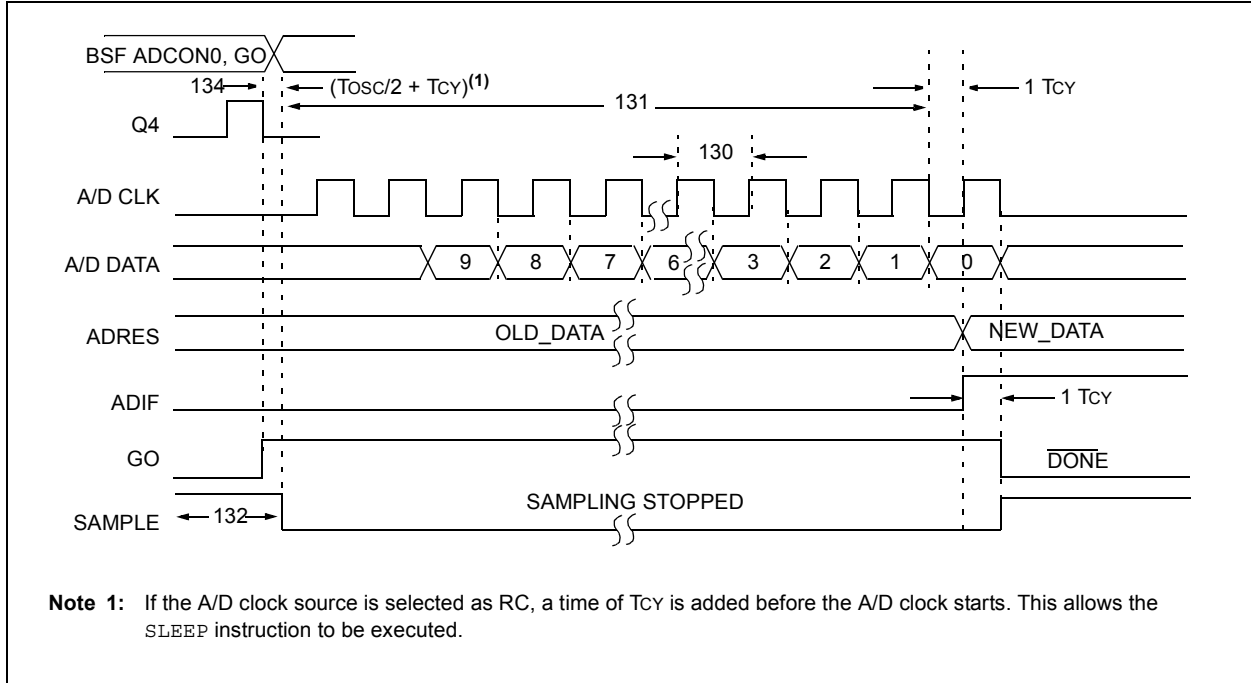 BSF ADCON0, GO
134
(TOSC/2 + TCY)(1)
131
1 TCY
Q4
130
A/D CLK
A/D DATA
9 8 7 6 3 2 1 0
ADRES
OLD_DATA
NEW_DATA
ADIF
1 TCY
GO
DONE
SAMPLE
132
SAMPLING STOPPED
Note 1: If the A/D clock source is selected as RC, a time of TCY is added before the A/D clock starts. This allows the
SLEEP instruction to be executed.